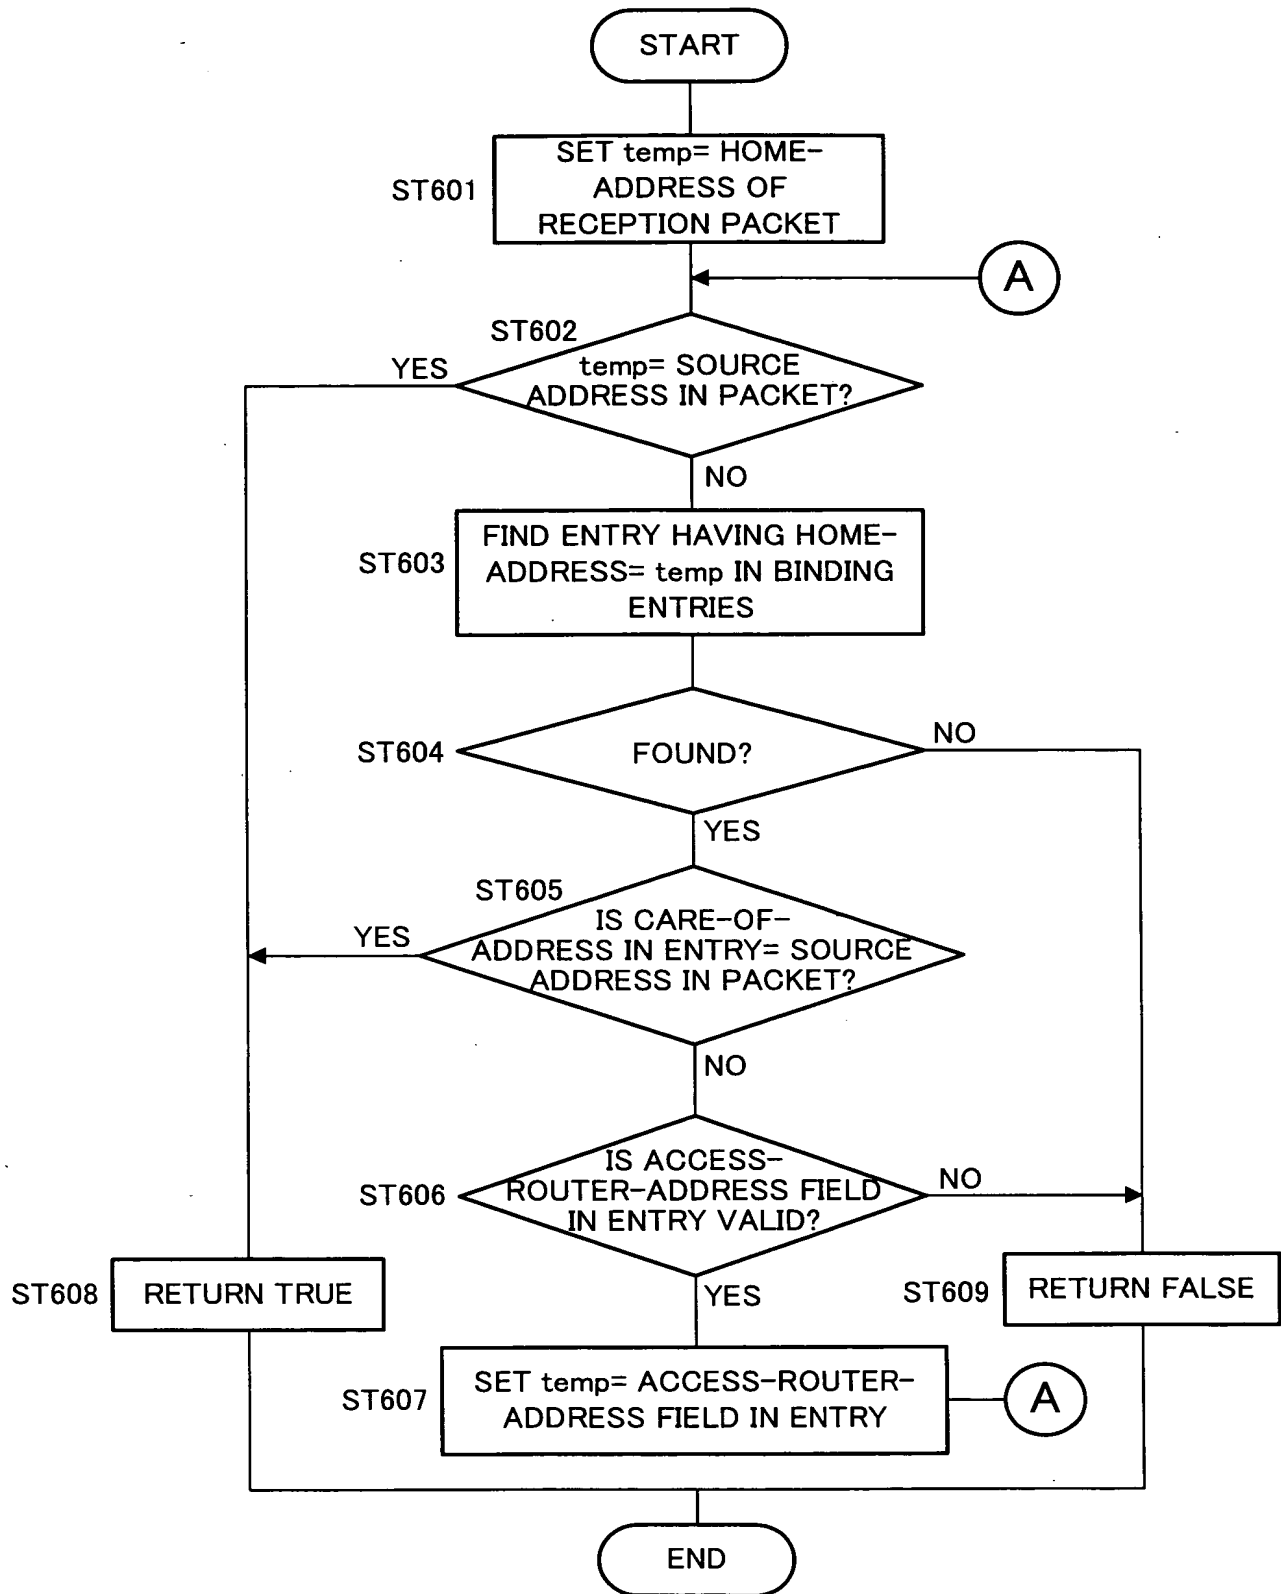 START
SET temp= HOME-
ADDRESS OF
RECEPTION PACKET
ST601
A
ST602
temp= SOURCE
ADDRESS IN PACKET?
YES
NO
FIND ENTRY HAVING HOME-
ADDRESS= temp IN BINDING
ENTRIES
ST603
ST604
FOUND?
NO
YES
ST605
IS CARE-OF-
ADDRESS IN ENTRY= SOURCE
ADDRESS IN PACKET?
YES
NO
IS ACCESS-
ROUTER-ADDRESS FIELD
IN ENTRY VALID?
ST606
NO
YES
ST608
RETURN TRUE
ST609
RETURN FALSE
ST607
SET temp= ACCESS-ROUTER-
ADDRESS FIELD IN ENTRY
A
END